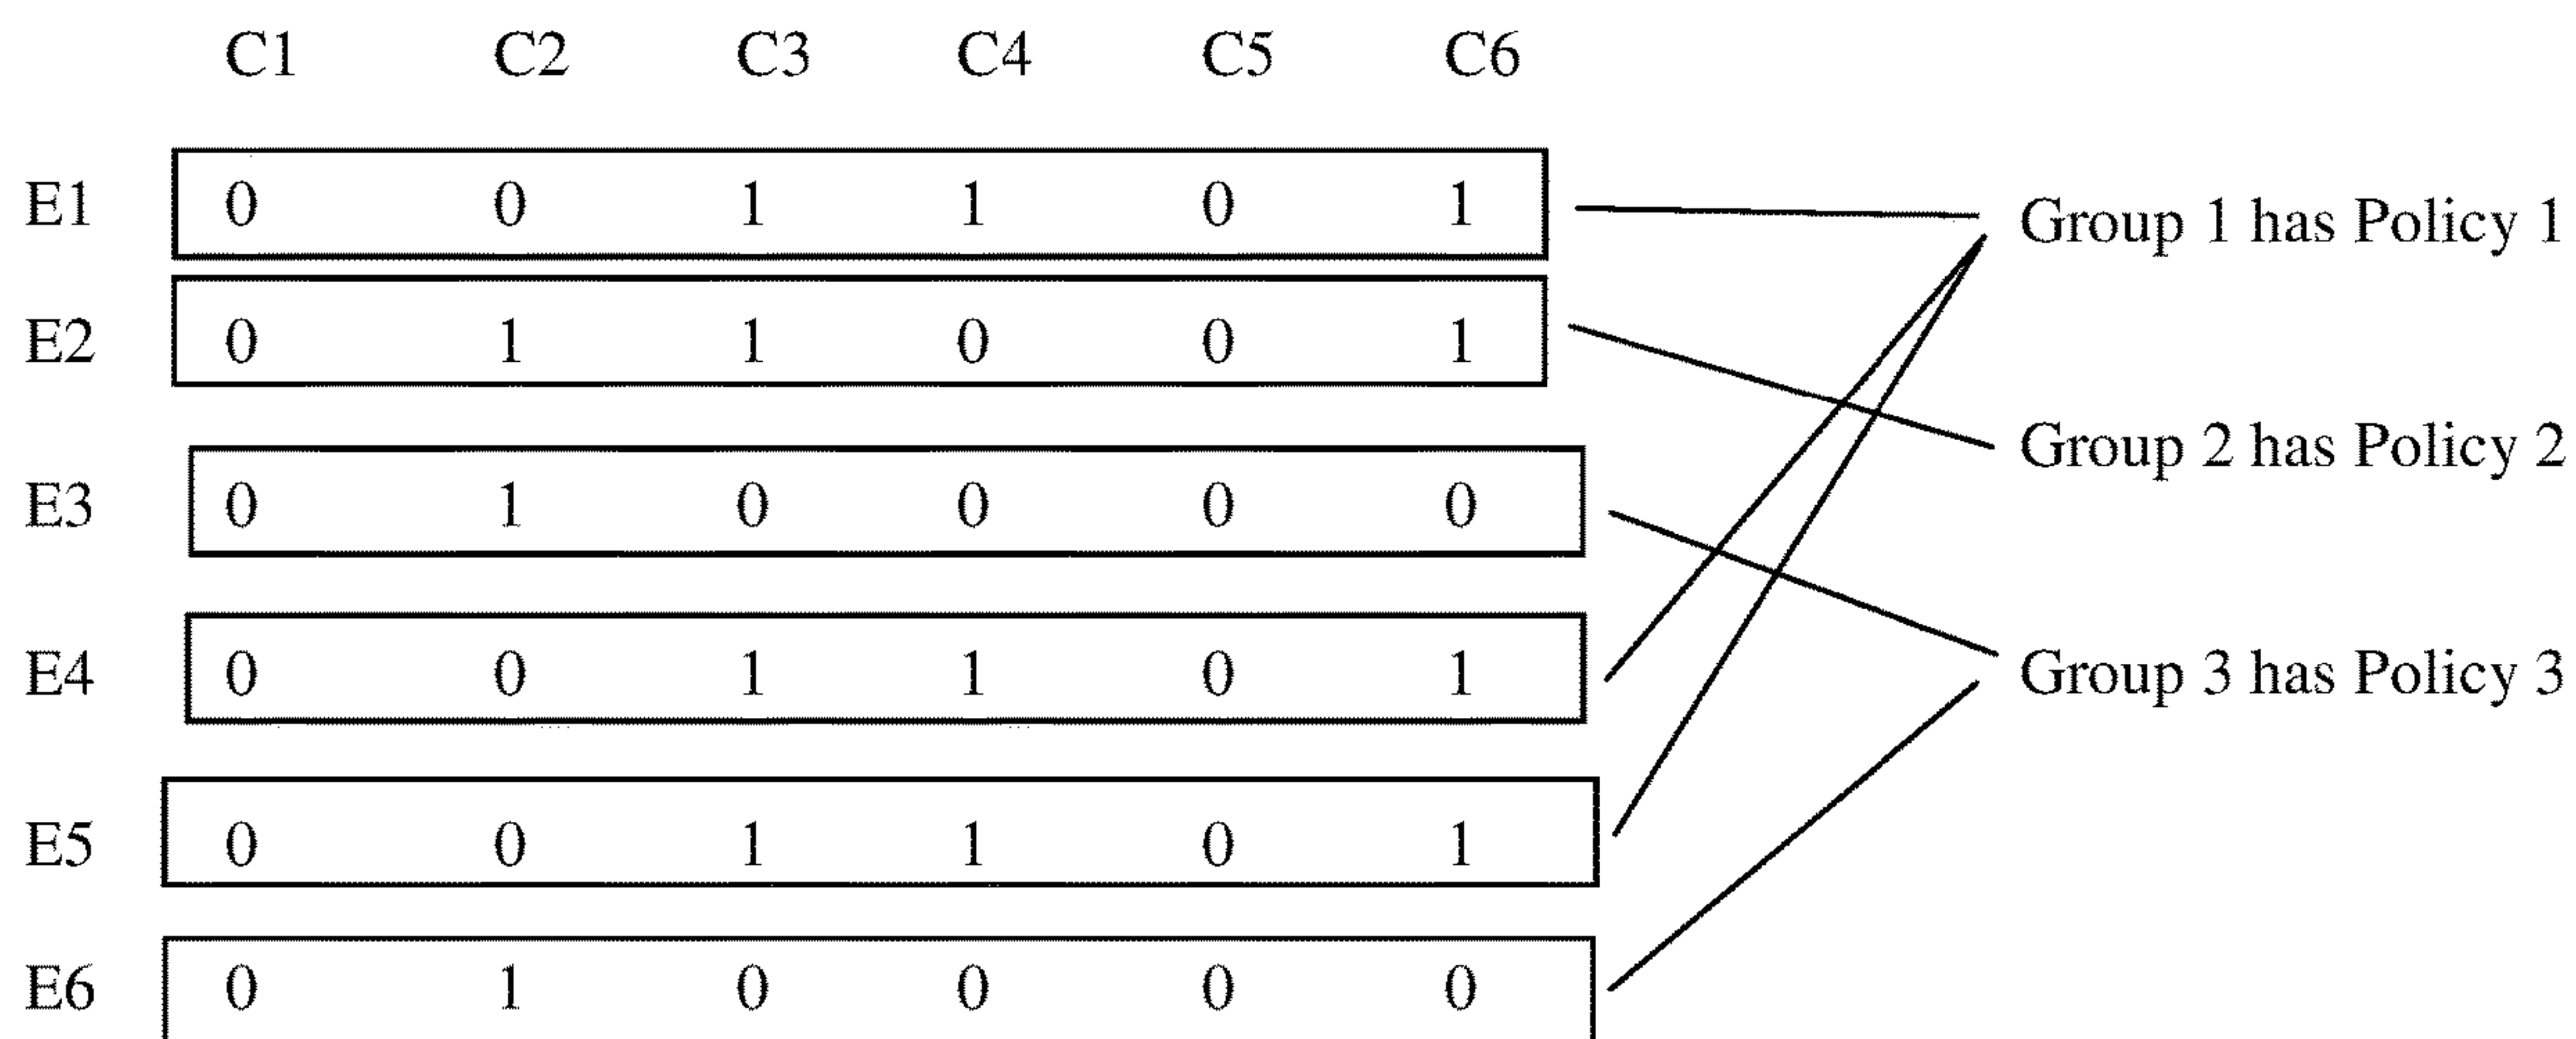 C1 C2 C3 C4 C5 C6
E1 0 0 1 1 0 1 Group 1 has Policy 1
E2 0 1 1 0 0 1
Group 2 has Policy 2
E3 0 1 0 0 0 0
E4 0 0 1 1 0 1 Group 3 has Policy 3
E5 0 0 1 1 0 1
E6 0 1 0 0 0 0